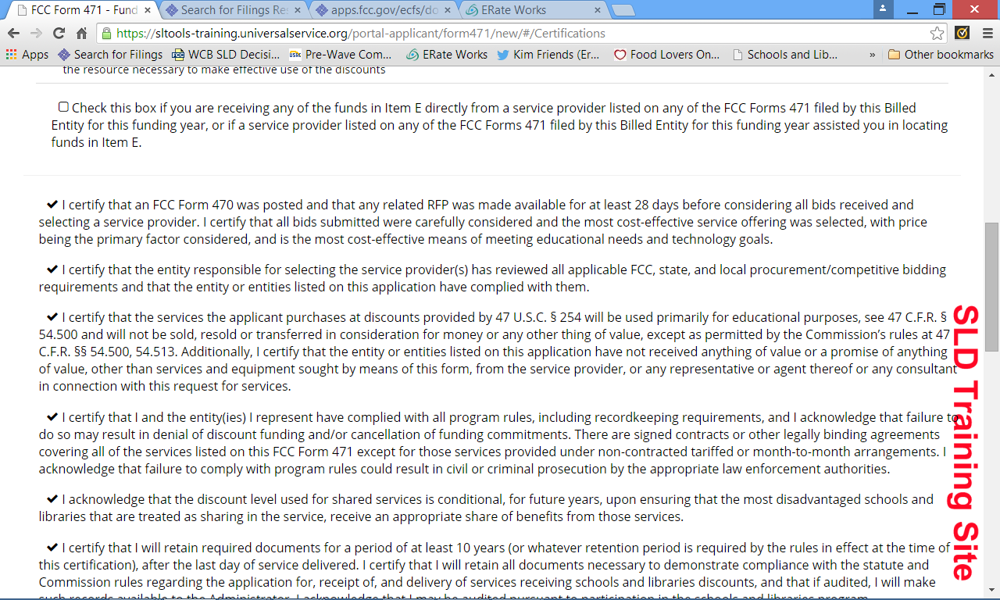 FCC Form 471 - Fund
Search for Filings Re
apps.fcc.gov/ecfs/do
ERate Works
https://sltools-training.universalservice.org/portal-applicant/form471/new/#/Certifications
Apps
Search for Filings
FCC WCB SLD Decisi...
USAC Pre-Wave Com...
ERate Works
Kim Friends (Er...
Food Lovers On...
Schools and Lib...
»
Other bookmarks
the resource necessary to make effective use of the discounts
Check this box if you are receiving any of the funds in Item E directly from a service provider listed on any of the FCC Forms 471 filed by this Billed
Entity for this funding year, or if a service provider listed on any of the FCC Forms 471 filed by this Billed Entity for this funding year assisted you in locating
funds in Item E.
✔ I certify that an FCC Form 470 was posted and that any related RFP was made available for at least 28 days before considering all bids received and
selecting a service provider. I certify that all bids submitted were carefully considered and the most cost-effective service offering was selected, with price
being the primary factor considered, and is the most cost-effective means of meeting educational needs and technology goals.
✔ I certify that the entity responsible for selecting the service provider(s) has reviewed all applicable FCC, state, and local procurement/competitive bidding
requirements and that the entity or entities listed on this application have complied with them.
✔ I certify that the services the applicant purchases at discounts provided by 47 U.S.C. § 254 will be used primarily for educational purposes, see 47 C.F.R. §
54.500 and will not be sold, resold or transferred in consideration for money or any other thing of value, except as permitted by the Commission's rules at 47
C.F.R. §§ 54.500, 54.513. Additionally, I certify that the entity or entities listed on this application have not received anything of value or a promise of anything
of value, other than services and equipment sought by means of this form, from the service provider, or any representative or agent thereof or any consultant
in connection with this request for services.
✔ I certify that I and the entity(ies) I represent have complied with all program rules, including recordkeeping requirements, and I acknowledge that failure to
do so may result in denial of discount funding and/or cancellation of funding commitments. There are signed contracts or other legally binding agreements
covering all of the services listed on this FCC Form 471 except for those services provided under non-contracted tariffed or month-to-month arrangements. I
acknowledge that failure to comply with program rules could result in civil or criminal prosecution by the appropriate law enforcement authorities.
✔ I acknowledge that the discount level used for shared services is conditional, for future years, upon ensuring that the most disadvantaged schools and
libraries that are treated as sharing in the service, receive an appropriate share of benefits from those services.
✔ I certify that I will retain required documents for a period of at least 10 years (or whatever retention period is required by the rules in effect at the time of
this certification), after the last day of service delivered. I certify that I will retain all documents necessary to demonstrate compliance with the statute and
Commission rules regarding the application for, receipt of, and delivery of services receiving schools and libraries discounts, and that if audited, I will make
such records available to the Administrator. I acknowledge that I may be audited pursuant to participation in the schools and libraries program.
SLD Training Site